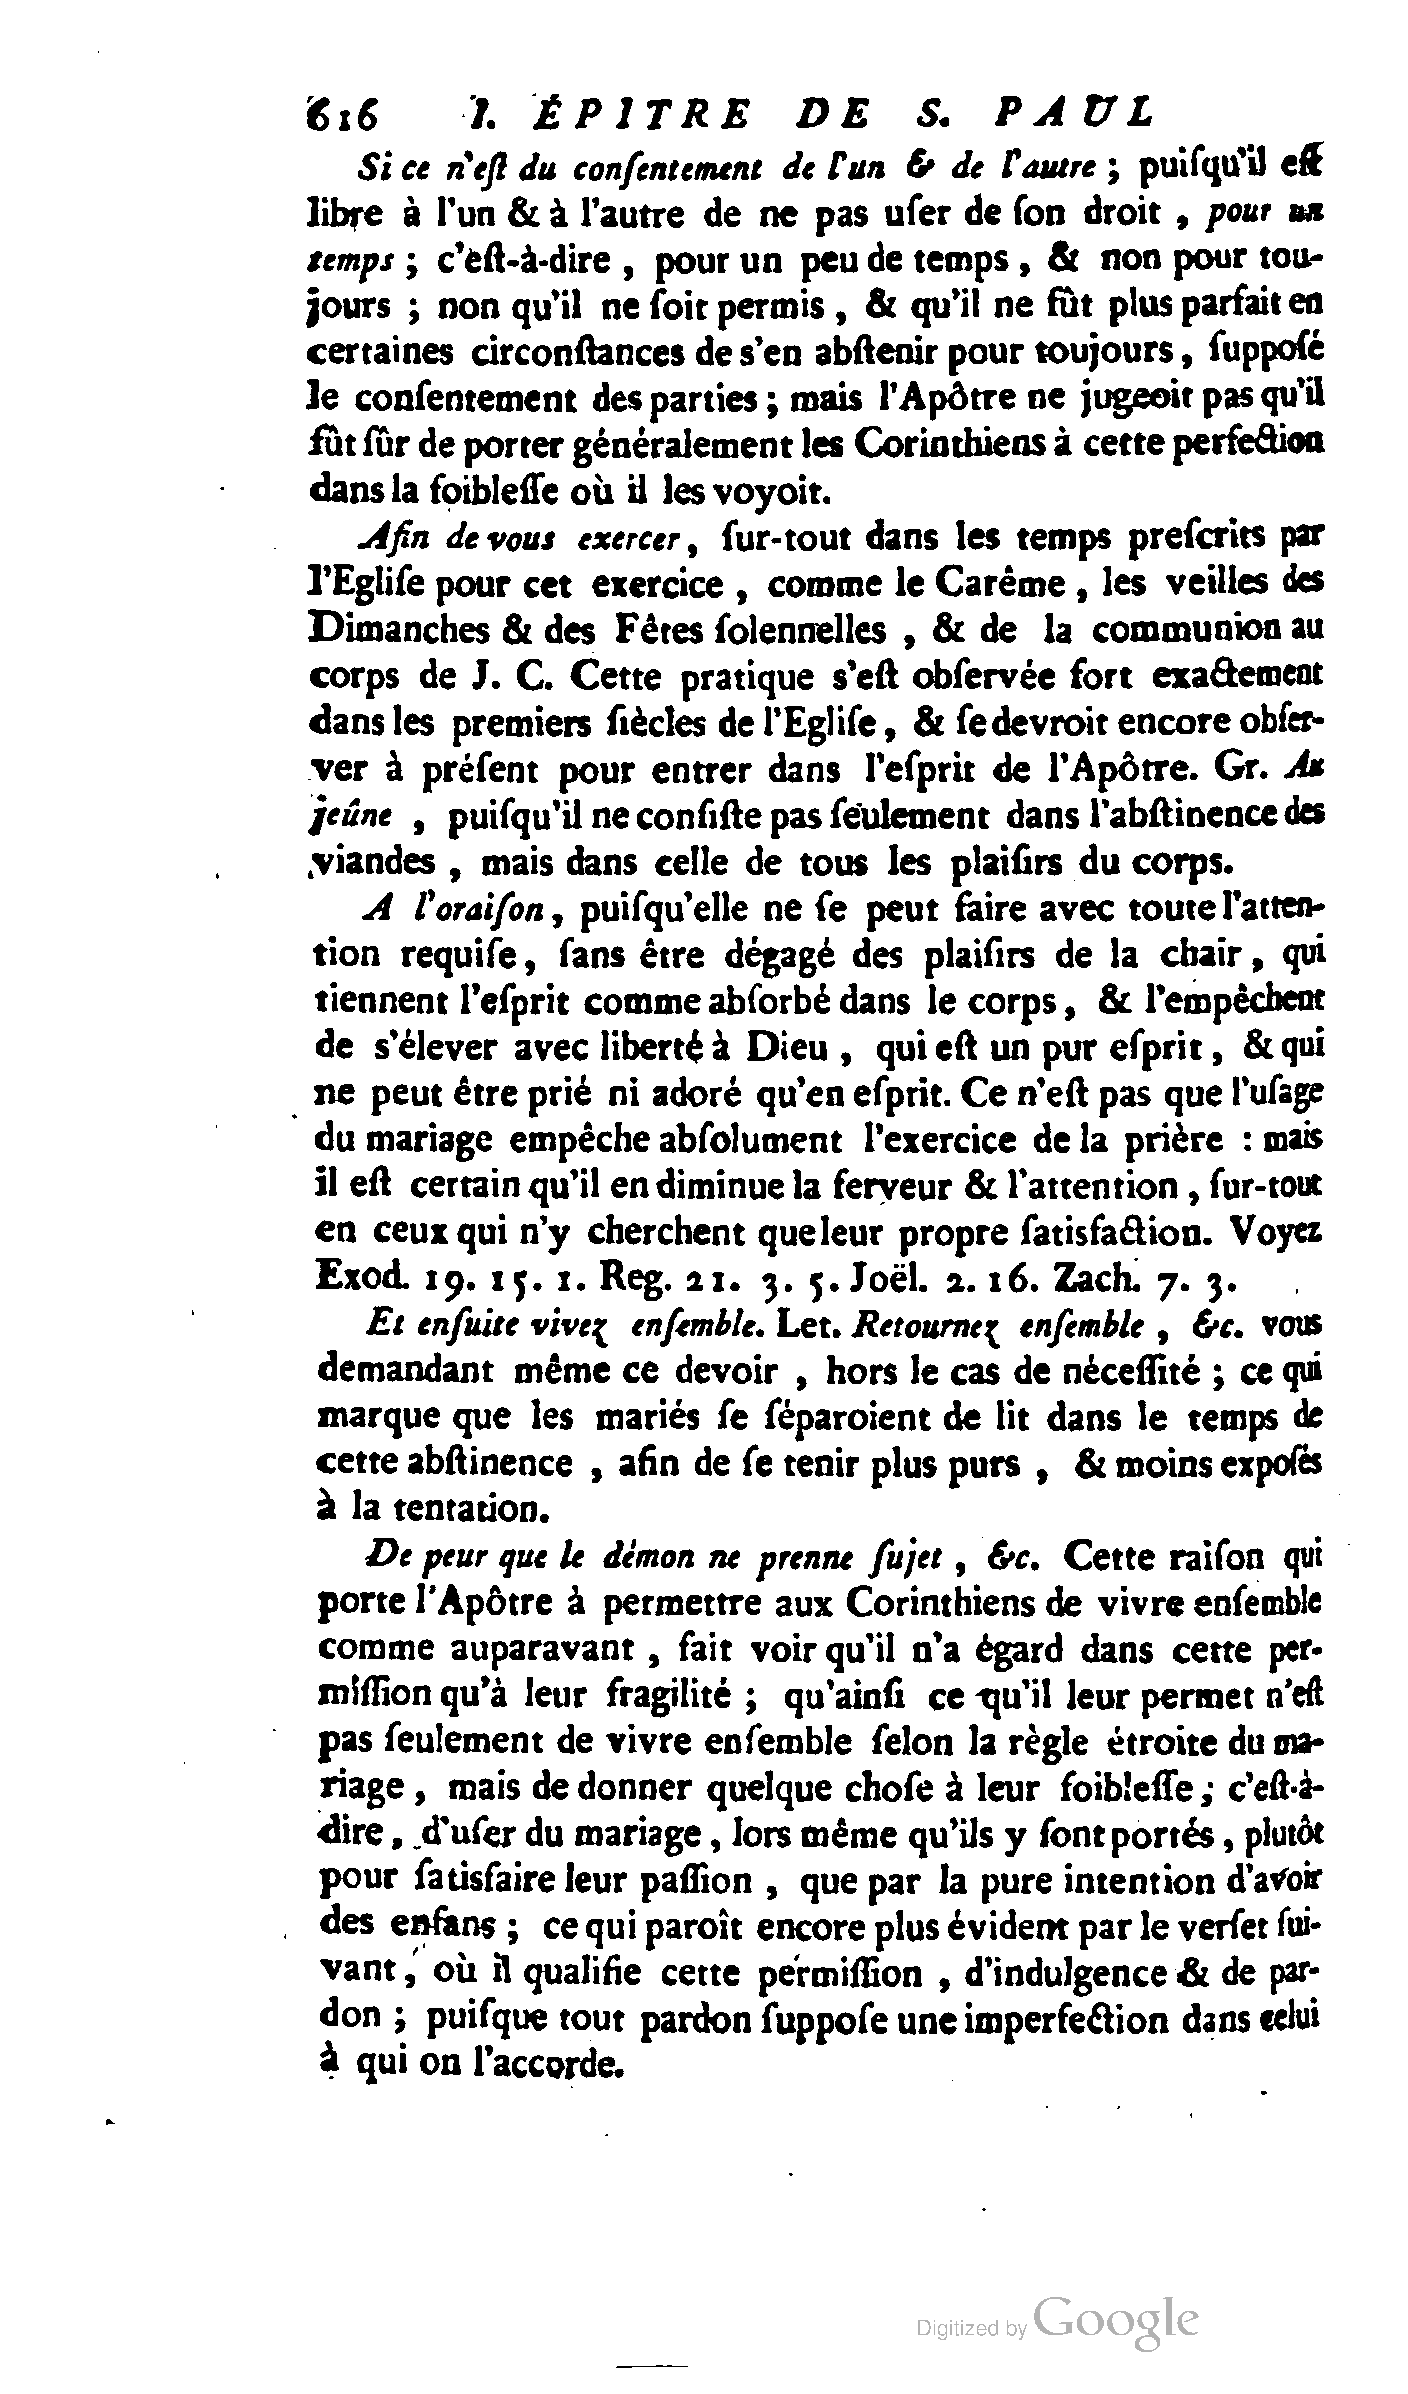 616 I. ÉPITRE DE S. PAUL
Si ce n'eſt du conſentement de l'un & de l'autre ; puiſqu'il eſt
libre à l'un & à l'autre de ne pas uſer de ſon droit , pour un
temps ; c'eſt-à-dire , pour un peu de temps , & non pour tou-
jours ; non qu'il ne ſoit permis , & qu'il ne fût plus parfait en
certaines circonſtances de s'en abſtenir pour toujours , ſuppoſé
le conſentement des parties ; mais l'Apôtre ne jugeoit pas qu'il
fût ſûr de porter généralement les Corinthiens à cette perfection
dans la foibleſſe où il les voyoit.
Afin de vous exercer , ſur-tout dans les temps preſcrits par
l'Egliſe pour cet exercice , comme le Carême , les veilles des
Dimanches & des Fêtes ſolennelles , & de la communion au
corps de J. C. Cette pratique s'eſt obſervée fort exactement
dans les premiers ſiècles de l'Egliſe , & ſe devroit encore obſer-
ver à préſent pour entrer dans l'eſprit de l'Apôtre. Gr. Au
jeûne , puiſqu'il ne conſiſte pas ſeulement dans l'abſtinence des
viandes , mais dans celle de tous les plaiſirs du corps.
A l'oraiſon , puiſqu'elle ne ſe peut faire avec toute l'atten-
tion requiſe , ſans être dégagé des plaiſirs de la chair , qui
tiennent l'eſprit comme abſorbé dans le corps , & l'empêchent
de s'élever avec liberté à Dieu , qui eſt un pur eſprit , & qui
ne peut être prié ni adoré qu'en eſprit. Ce n'eſt pas que l'uſage
du mariage empêche abſolument l'exercice de la prière : mais
il eſt certain qu'il en diminue la ferveur & l'attention , ſur-tout
en ceux qui n'y cherchent que leur propre ſatisfaction. Voyez
Exod. 19. 15. 1. Reg. 21. 3. 5. Joël. 2. 16. Zach. 7. 3.
Et enſuite vivez enſemble. Let. Retournez enſemble , &c. vous
demandant même ce devoir , hors le cas de néceſſité ; ce qui
marque que les mariés ſe ſéparoient de lit dans le temps de
cette abſtinence , afin de ſe tenir plus purs , & moins expoſés
à la tentation.
De peur que le démon ne prenne ſujet , &c. Cette raiſon qui
porte l'Apôtre à permettre aux Corinthiens de vivre enſemble
comme auparavant , fait voir qu'il n'a égard dans cette per-
miſſion qu'à leur fragilité ; qu'ainſi ce qu'il leur permet n'eſt
pas ſeulement de vivre enſemble ſelon la règle étroite du ma-
riage , mais de donner quelque choſe à leur foibleſſe ; c'eſt-à-
dire , d'uſer du mariage , lors même qu'ils y ſont portés , plutôt
pour ſatisfaire leur paſſion , que par la pure intention d'avoir
des enfans ; ce qui paroît encore plus évident par le verſet ſui-
vant , où il qualifie cette permiſſion , d'indulgence & de par-
don ; puiſque tout pardon ſuppoſe une imperfection dans celui
à qui on l'accorde.
Digitized by Google